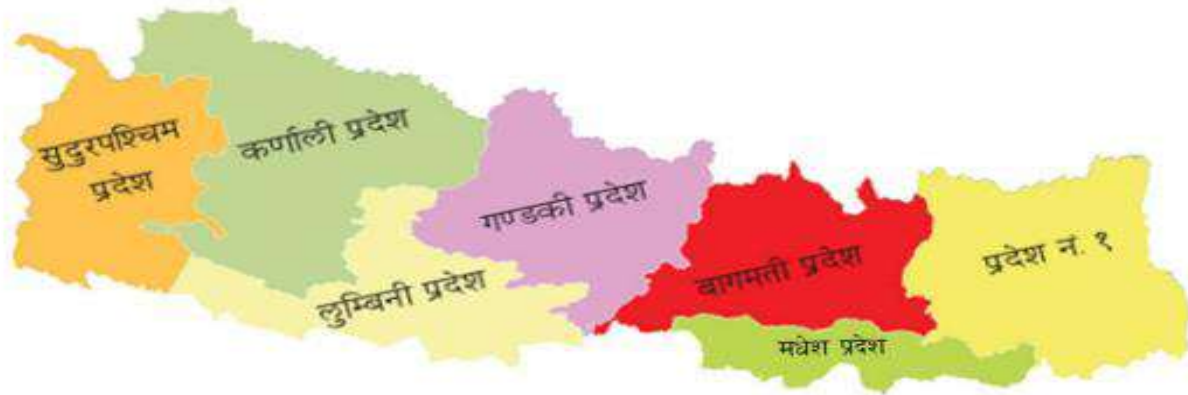 सुदुरपश्चिम
प्रदेश
कर्णाली प्रदेश
गण्डकी प्रदेश
लुम्बिनी प्रदेश
बागमती प्रदेश
मधेश प्रदेश
प्रदेश नं. १